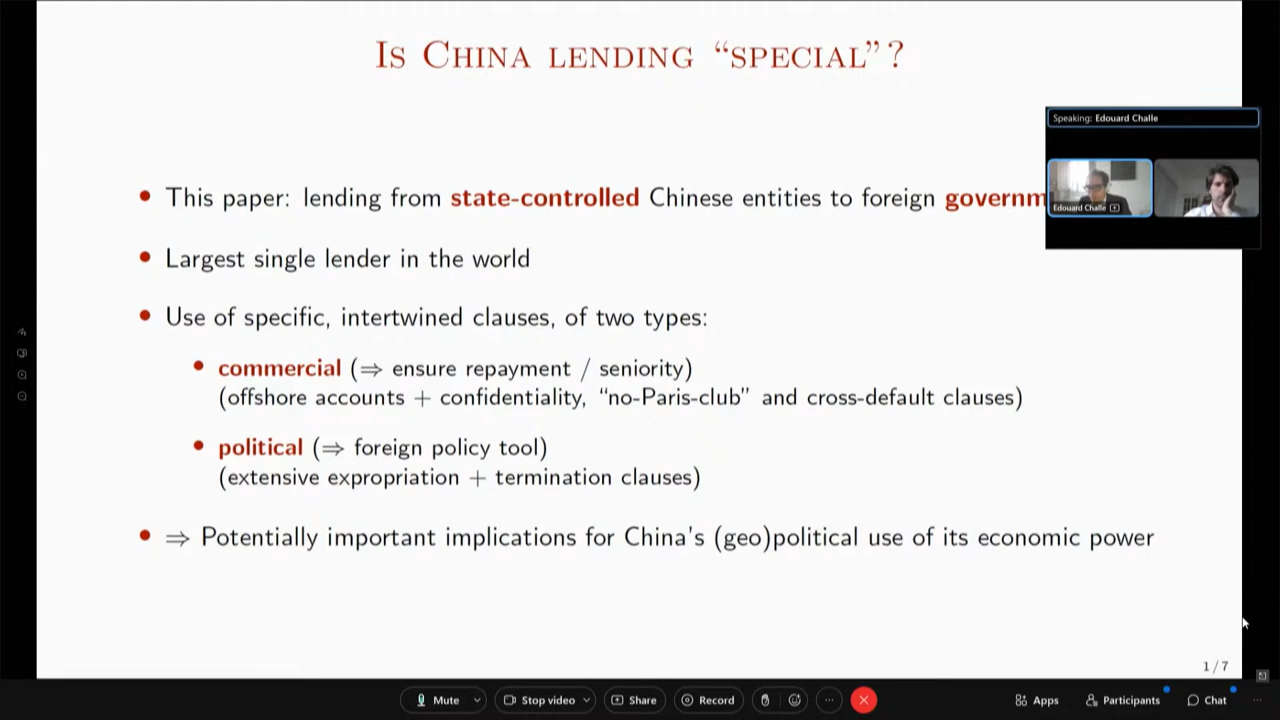 IS CHINA LENDING “SPECIAL”?
Speaking: Edouard Challe
Edouard Challe
• This paper: lending from state-controlled Chinese entities to foreign governm
• Largest single lender in the world
• Use of specific, intertwined clauses, of two types:
• commercial (⇒ ensure repayment / seniority)
(offshore accounts + confidentiality, “no-Paris-club” and cross-default clauses)
• political (⇒ foreign policy tool)
(extensive expropriation + termination clauses)
• ⇒ Potentially important implications for China's (geo)political use of its economic power
1 / 7
Mute
Stop video
Share
Record
Apps
Participants
Chat